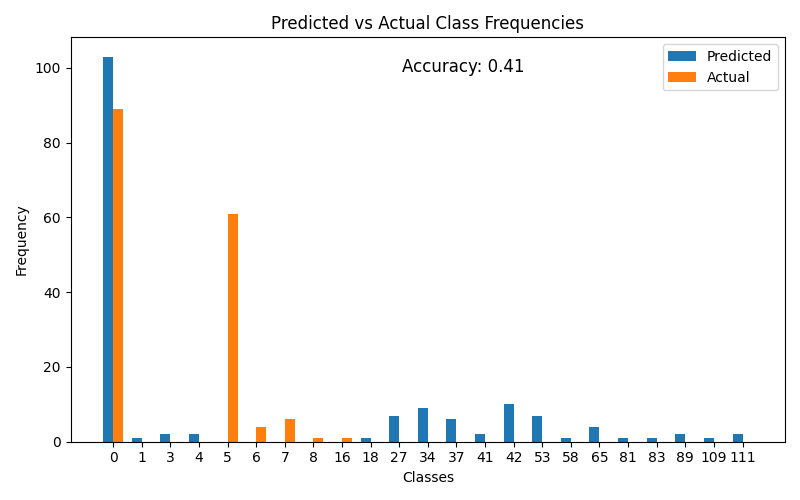 Predicted vs Actual Class Frequencies
Accuracy: 0.41
Predicted
Actual
Frequency
100
80
60
40
20
0
0 1 3 4 5 6 7 8 16 18 27 34 37 41 42 53 58 65 81 83 89 109 111
Classes